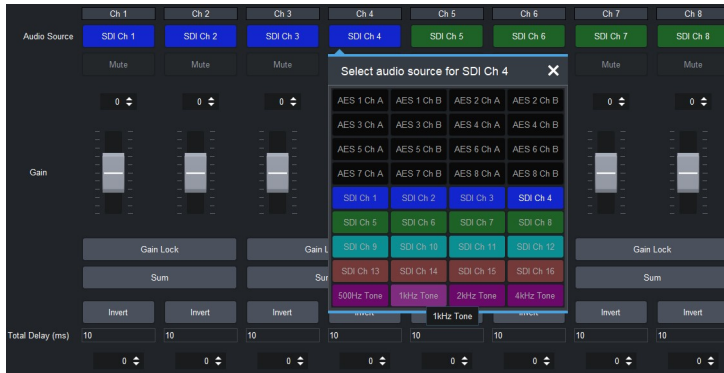 Ch 1 Ch 2 Ch 3 Ch 4 Ch 5 Ch 6 Ch 7 Ch 8
Audio Source SDI Ch 1 SDI Ch 2 SDI Ch 3 SDI Ch 4 SDI Ch 5 SDI Ch 6 SDI Ch 7 SDI Ch 8
Mute Mute Mute Mute Mute
Select audio source for SDI Ch 4
0 0 0 0 0
AES 1 Ch A AES 1 Ch B AES 2 Ch A AES 2 Ch B
AES 3 Ch A AES 3 Ch B AES 4 Ch A AES 4 Ch B
AES 5 Ch A AES 5 Ch B AES 6 Ch A AES 6 Ch B
Gain
AES 7 Ch A AES 7 Ch B AES 8 Ch A AES 8 Ch B
SDI Ch 1 SDI Ch 2 SDI Ch 3 SDI Ch 4
SDI Ch 5 SDI Ch 6 SDI Ch 7 SDI Ch 8
Gain Lock Gain Gain Lock
SDI Ch 9 SDI Ch 10 SDI Ch 11 SDI Ch 12
Sum Sum
SDI Ch 13 SDI Ch 14 SDI Ch 15 SDI Ch 16
500Hz Tone 1kHz Tone 2kHz Tone 4kHz Tone
Invert Invert Invert Invert Invert Invert Invert
1kHz Tone
Total Delay (ms) 10 10 10 10 10 10 10 10
0 0 0 0 0 0 0 0